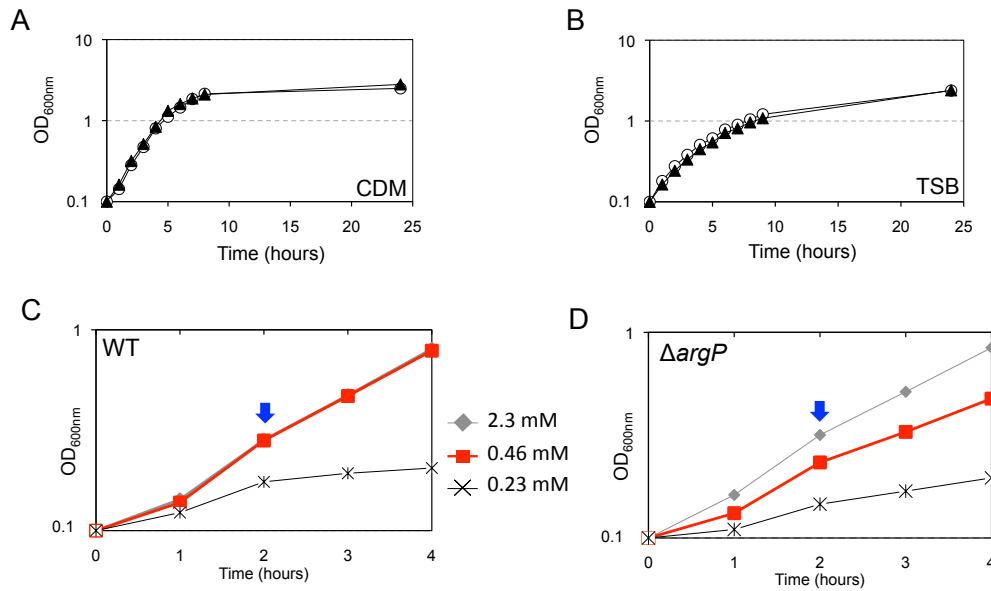 A
10
1
0.1
OD600nm
CDM
0 5 10 15 20 25
Time (hours)
B
10
1
0.1
OD600nm
TSB
0 5 10 15 20 25
Time (hours)
C
1
WT
OD600nm
0.1
0 1 2 3 4
Time (hours)
2.3 mM
0.46 mM
0.23 mM
D
1
ΔargP
OD600nm
0.1
0 1 2 3 4
Time (hours)